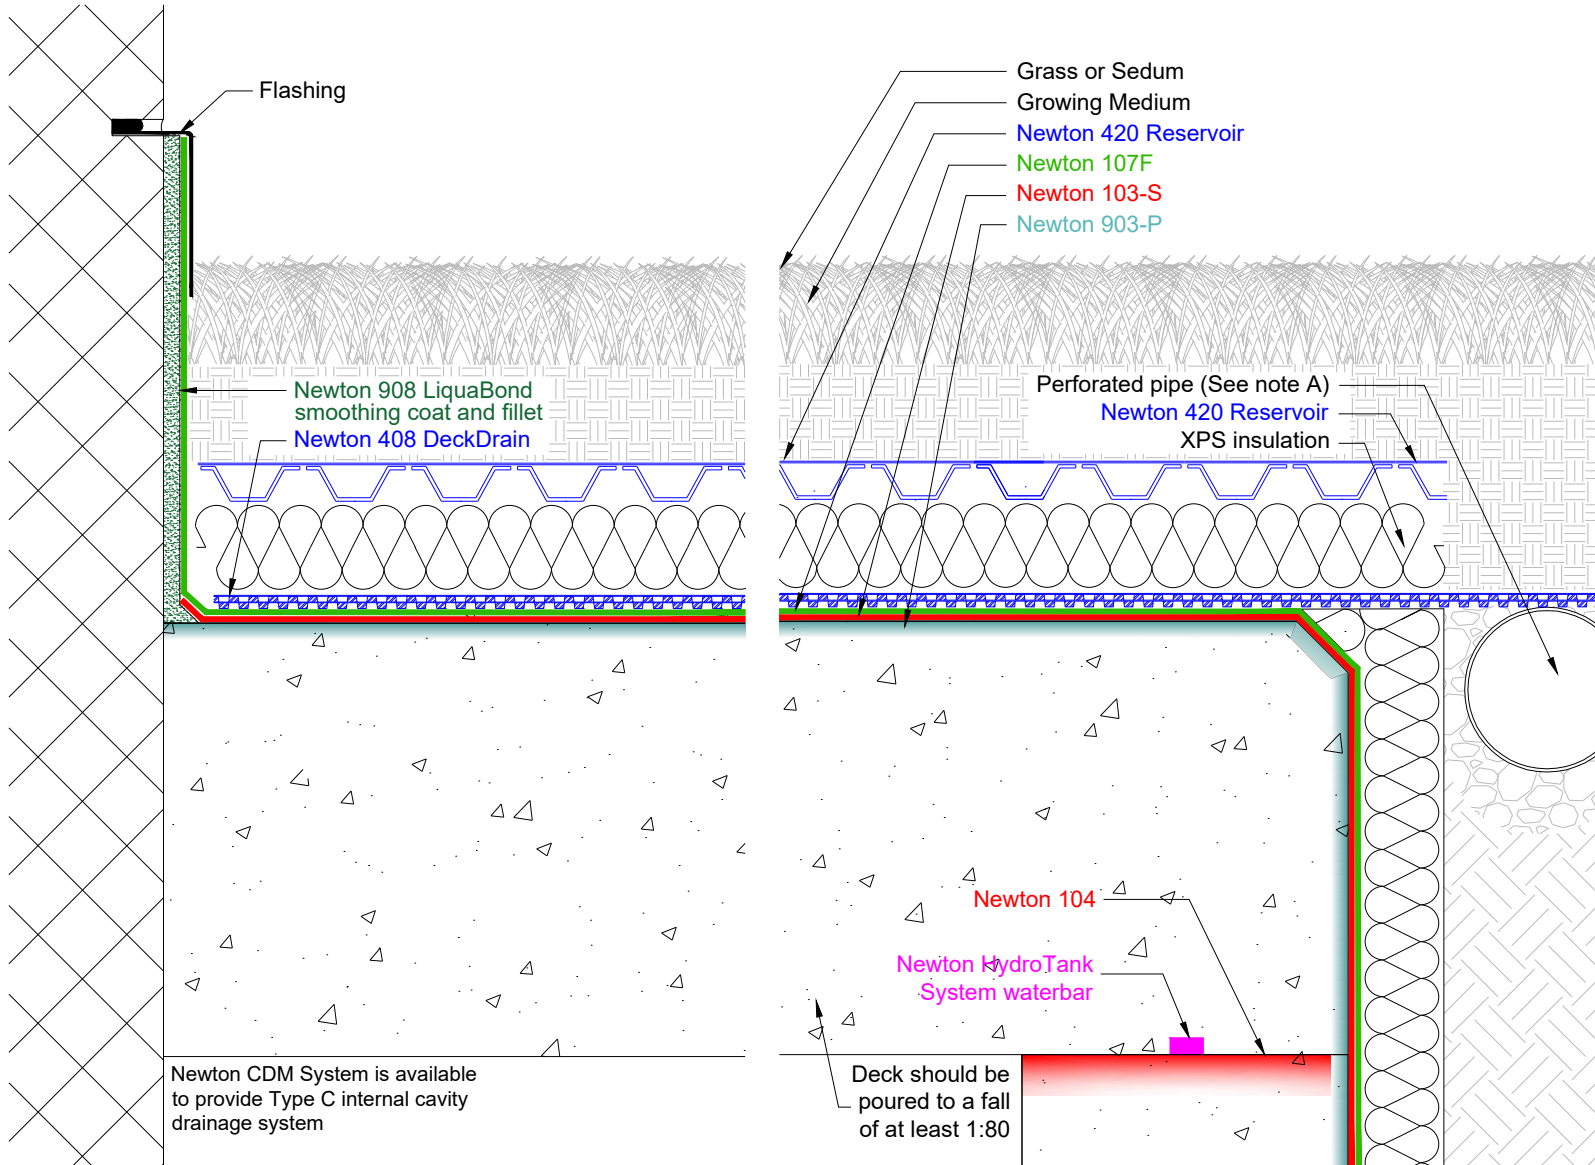 Flashing
Grass or Sedum
Growing Medium
Newton 420 Reservoir
Newton 107F
Newton 103-S
Newton 903-P
Newton 908 LiquaBond
smoothing coat and fillet
Newton 408 DeckDrain
Perforated pipe (See note A)
Newton 420 Reservoir
XPS insulation
Newton 104
Newton HydroTank
System waterbar
Newton CDM System is available
to provide Type C internal cavity
drainage system
Deck should be
poured to a fall
of at least 1:80